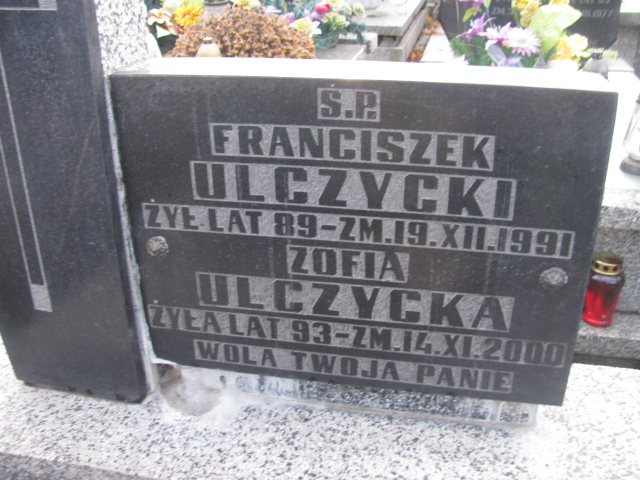 Ś.P.
FRANCISZEK
ULCZYCKI
ŻYŁ LAT 89-ZM.19.XII.1991
ZOFIA
ULCZYCKA
ŻYŁA LAT 93-ZM.14.XI.2000
WOLA TWOJA PANIE